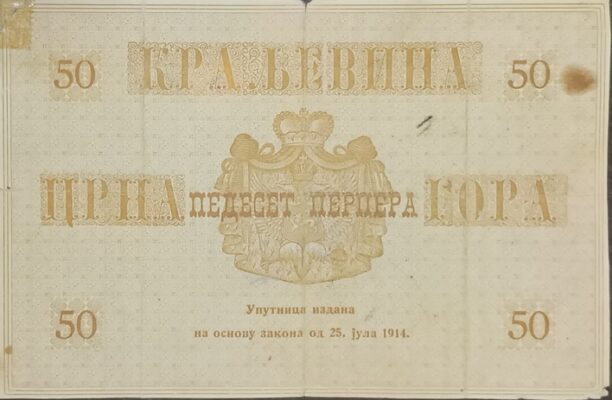 50 КРАЉЕВИНА 50
ЦРНА ПЕДЕСЕТ ПЕРПЕРА ГОРА
Упутница издана
50 на основу закона од 25. јула 1914. 50